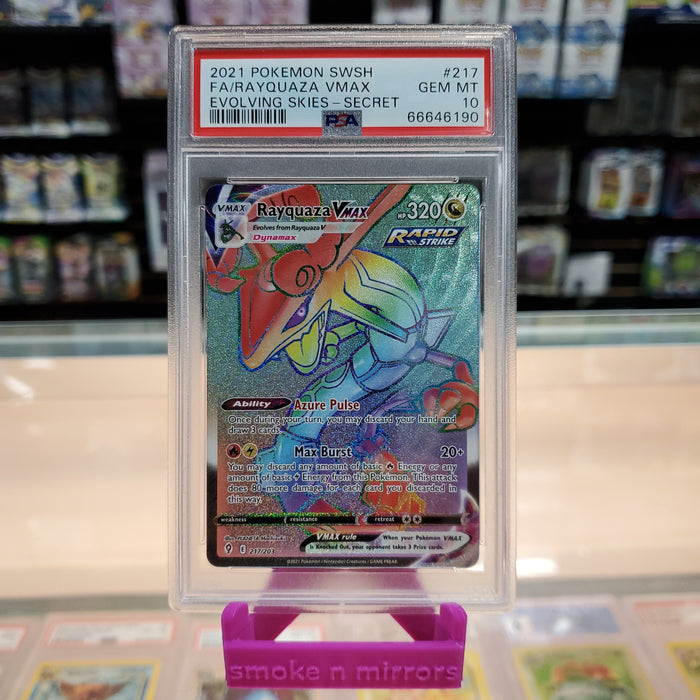 2021 POKEMON SWSH #217
FA/RAYQUAZA VMAX GEM MT
EVOLVING SKIES – SECRET 10
PSA 66646190
VMAX Rayquaza VMAX HP 320
Evolves from Rayquaza V
Dynamax
RAPID
STRIKE
Ability Azure Pulse
Once during your turn, you may discard your hand and
draw 3 cards.
Max Burst 20+
You may discard any amount of basic Energy or any
amount of basic Energy from this Pokémon. This attack
does 80 more damage for each card you discarded in
this way.
weakness resistance retreat
Illus. PLANETA Mochizuki
E 217/203
VMAX rule When your Pokémon VMAX
is Knocked Out, your opponent takes 3 Prize cards.
©2021 Pokémon / Nintendo / Creatures / GAME FREAK
smoke n mirrors